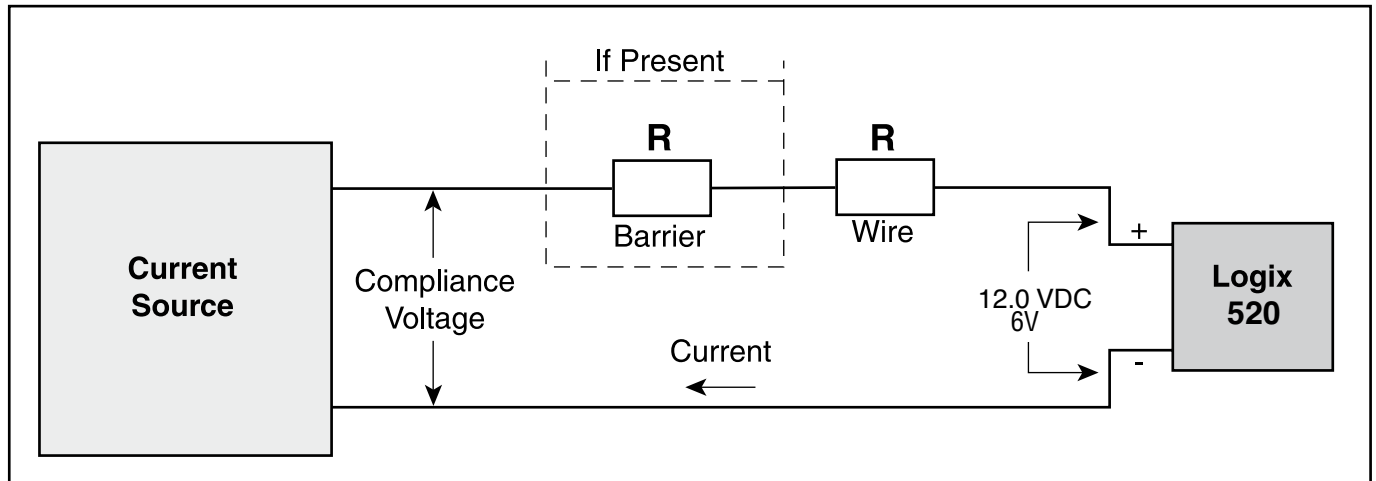 If Present
R
R
Barrier
Wire
Current
Source
Compliance
Voltage
+
12.0 VDC
6V
Logix
520
Current
-